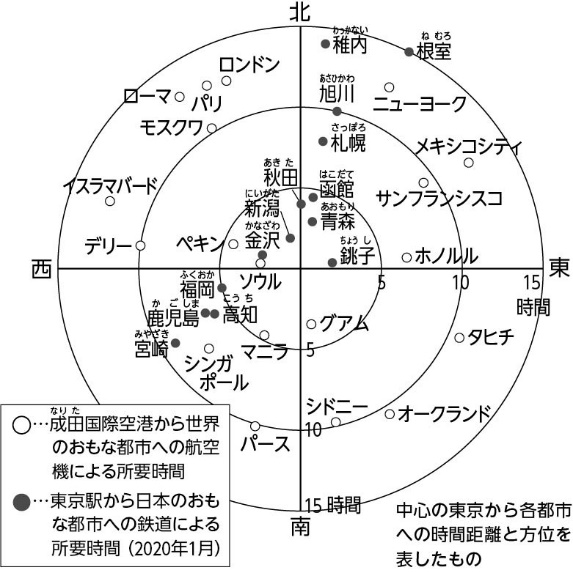 北
わっかない
稚内
ね むろ
根室
ロンドン
あさひかわ
旭川
ニューヨーク
ローマ
パリ
モスクワ
さっぽろ
札幌
メキシコシティ
あき た
秋田
はこだて
函館
イスラマバード
サンフランシスコ
にいがた
新潟
あおもり
青森
デリー
ペキン
かなざわ
金沢
ちょう し
銚子
ホノルル
西
東
ソウル
5
10
15
時間
ふくおか
福岡
か ご しま
鹿児島
こう ち
高知
グアム
みやざき
宮崎
シンガ
ポール
マニラ
5
タヒチ
シドニー
オークランド
パース
10
15時間
南
なり た
○…成田国際空港から世界
のおもな都市への航空
機による所要時間
●…東京駅から日本のおも
な都市への鉄道による
所要時間（2020年1月）
中心の東京から各都市
への時間距離と方位を
表したもの